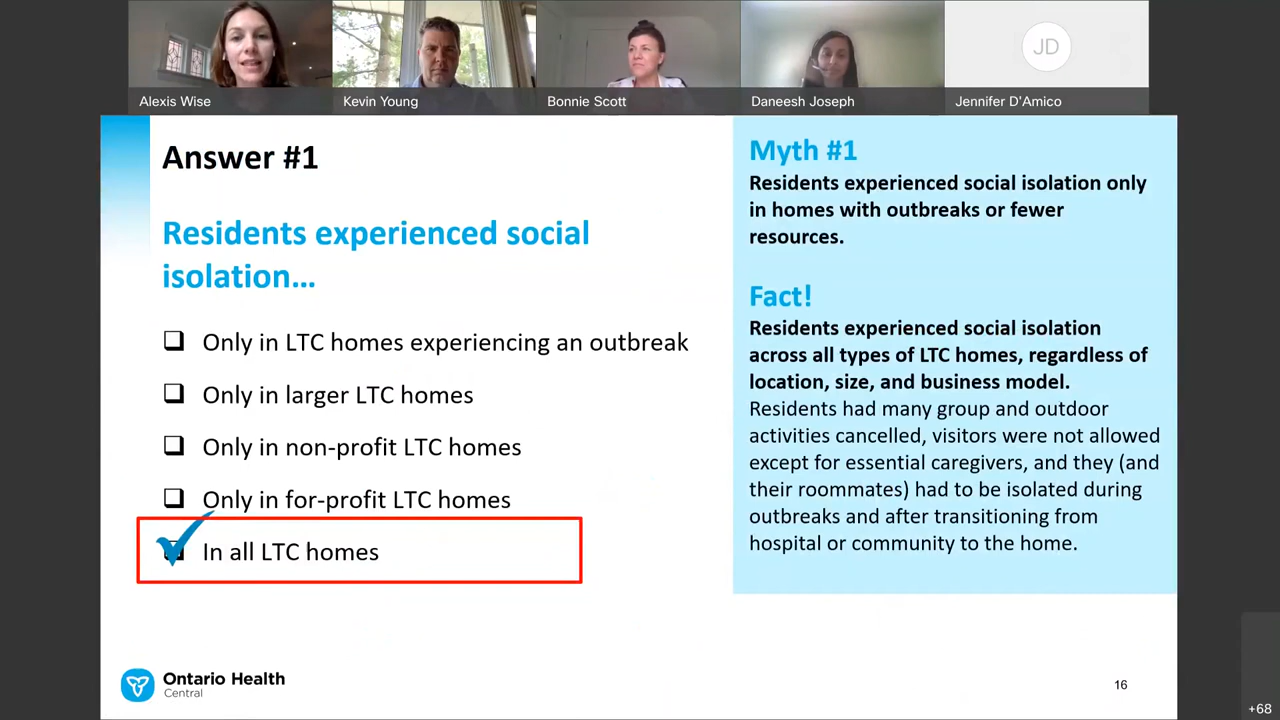 Alexis Wise
Kevin Young
Bonnie Scott
Daneesh Joseph
JD
Jennifer D'Amico
Answer #1
Residents experienced social
isolation...
Only in LTC homes experiencing an outbreak
Only in larger LTC homes
Only in non-profit LTC homes
Only in for-profit LTC homes
In all LTC homes
Myth #1
Residents experienced social isolation only
in homes with outbreaks or fewer
resources.
Fact!
Residents experienced social isolation
across all types of LTC homes, regardless of
location, size, and business model.
Residents had many group and outdoor
activities cancelled, visitors were not allowed
except for essential caregivers, and they (and
their roommates) had to be isolated during
outbreaks and after transitioning from
hospital or community to the home.
Ontario Health
Central
16
+68